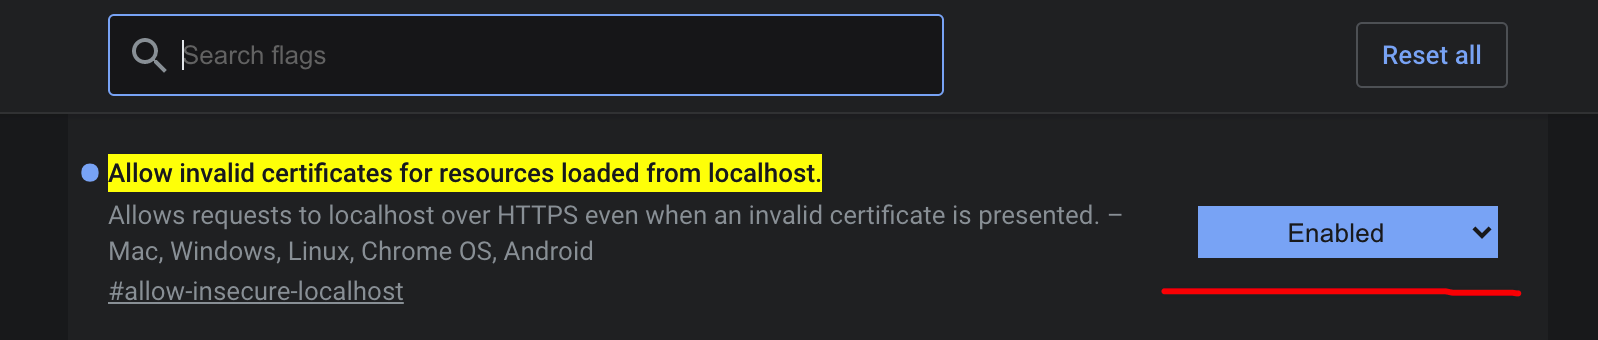 Search flags
Reset all
Allow invalid certificates for resources loaded from localhost.
Allows requests to localhost over HTTPS even when an invalid certificate is presented. –
Mac, Windows, Linux, Chrome OS, Android
Enabled
#allow-insecure-localhost